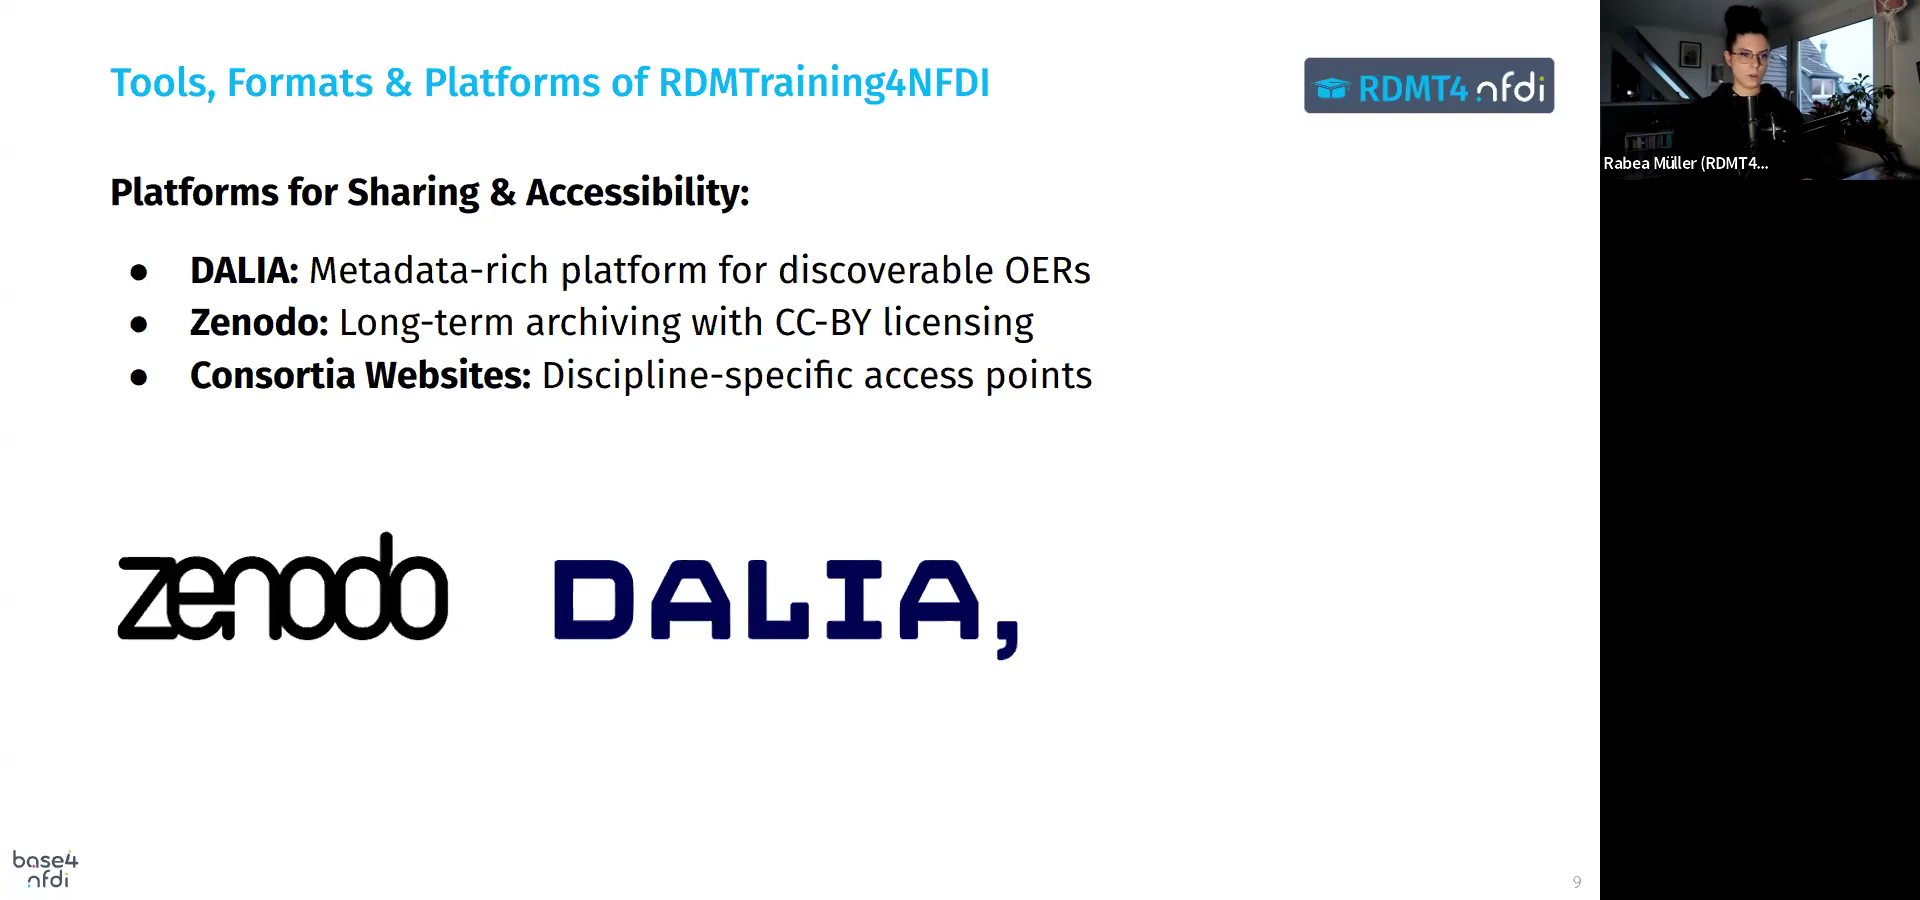 Tools, Formats & Platforms of RDMTraining4NFDI
RDMT4 nfdi
Rabea Müller (RDMT4...
Platforms for Sharing & Accessibility:
● DALIA: Metadata-rich platform for discoverable OERs
● Zenodo: Long-term archiving with CC-BY licensing
● Consortia Websites: Discipline-specific access points
zenodo
DALIA,
base4
nfdi
9